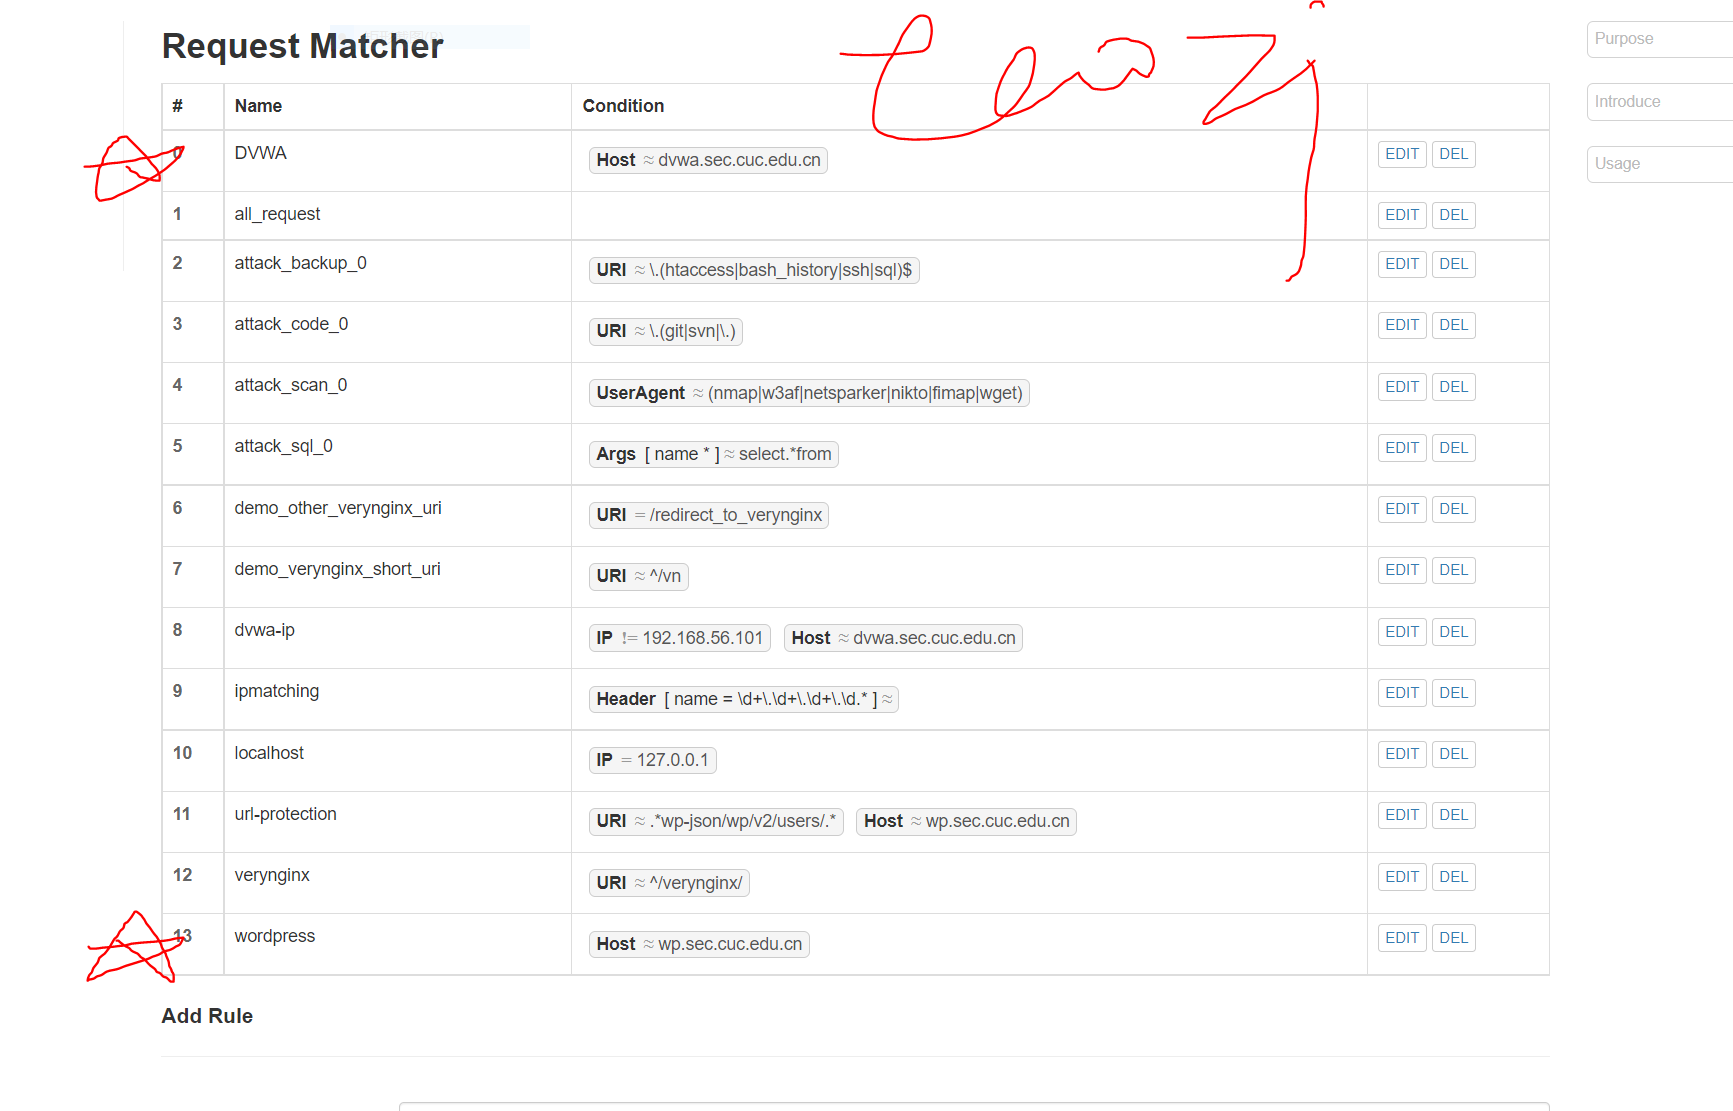 Request Matcher
Purpose
Introduce
Usage
# Name Condition
0 DVWA Host ≈ dvwa.sec.cuc.edu.cn EDIT DEL
1 all_request EDIT DEL
2 attack_backup_0 URI ≈ \.(htaccess|bash_history|ssh|sql)$ EDIT DEL
3 attack_code_0 URI ≈ \.(git|svn|\.) EDIT DEL
4 attack_scan_0 UserAgent ≈ (nmap|w3af|netsparker|nikto|fimap|wget) EDIT DEL
5 attack_sql_0 Args [ name * ] ≈ select.*from EDIT DEL
6 demo_other_verynginx_uri URI = /redirect_to_verynginx EDIT DEL
7 demo_verynginx_short_uri URI ≈ ^/vn EDIT DEL
8 dvwa-ip IP != 192.168.56.101 Host ≈ dvwa.sec.cuc.edu.cn EDIT DEL
9 ipmatching Header [ name = \d+\.\d+\.\d+\.\d.* ] ≈ EDIT DEL
10 localhost IP = 127.0.0.1 EDIT DEL
11 url-protection URI ≈ .*wp-json/wp/v2/users/.* Host ≈ wp.sec.cuc.edu.cn EDIT DEL
12 verynginx URI ≈ ^/verynginx/ EDIT DEL
13 wordpress Host ≈ wp.sec.cuc.edu.cn EDIT DEL
Add Rule